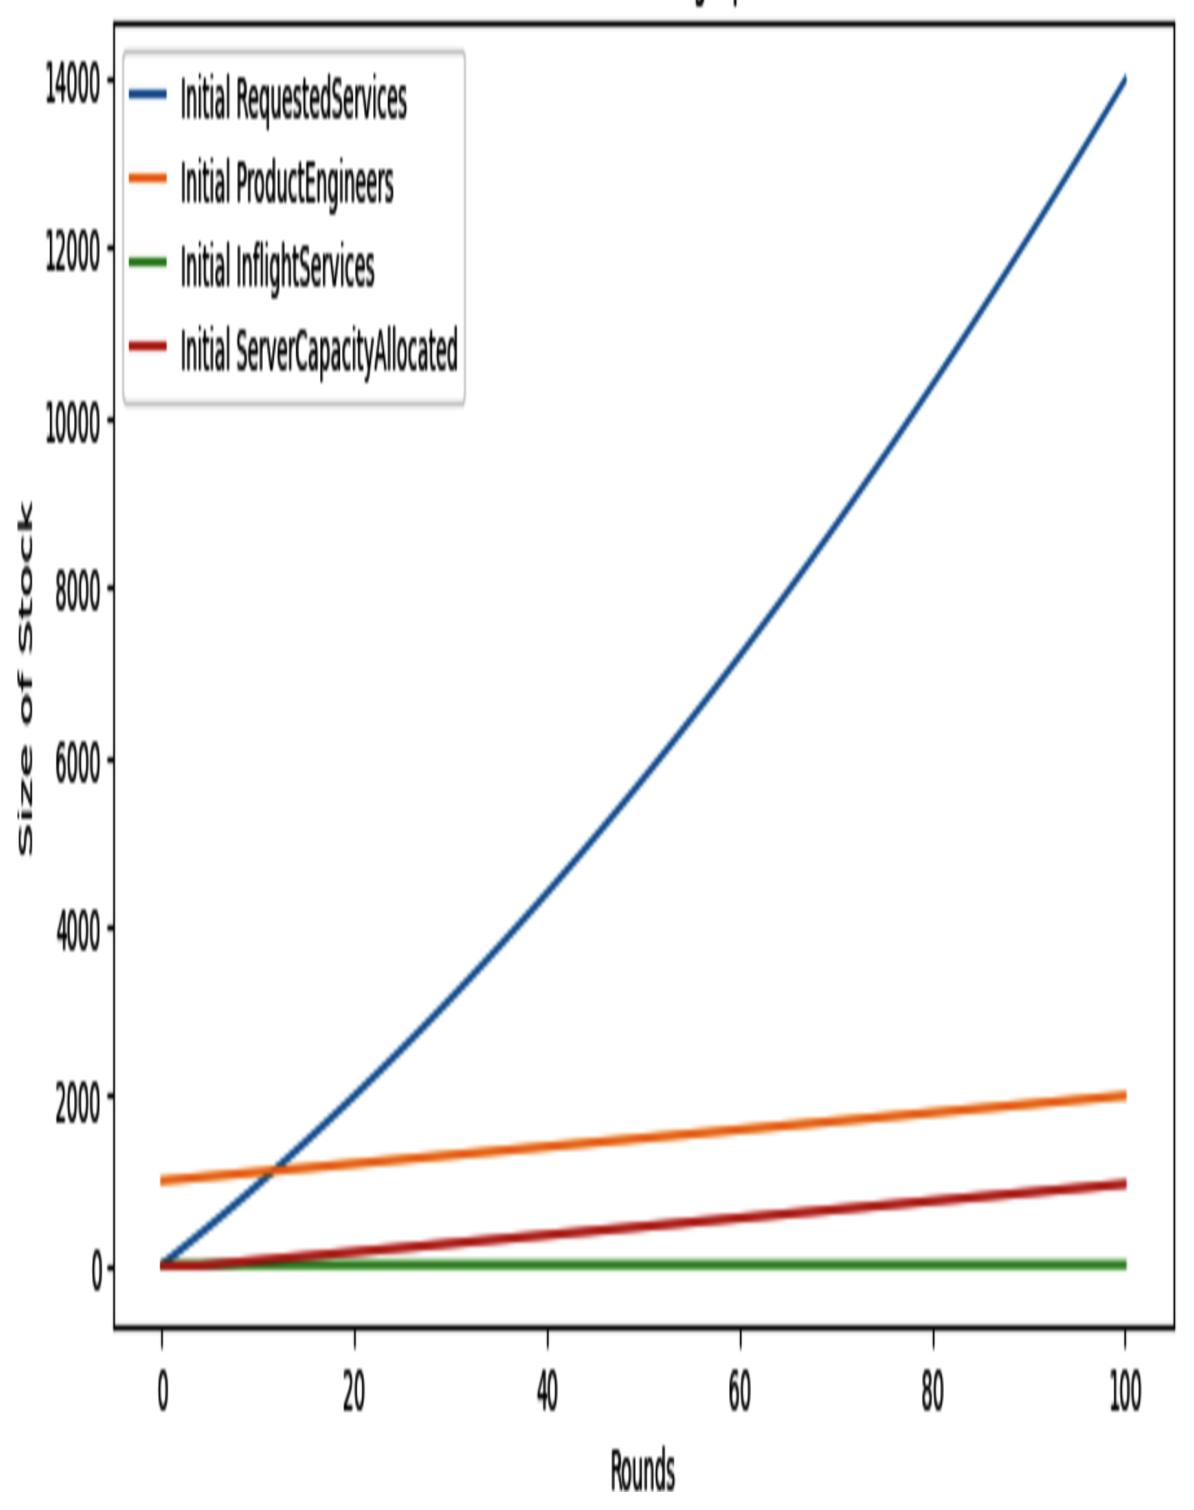 14000
12000
10000
8000
6000
4000
2000
0
Size of Stock
Initial RequestedServices
Initial ProductEngineers
Initial InflightServices
Initial ServerCapacityAllocated
0 20 40 60 80 100
Rounds